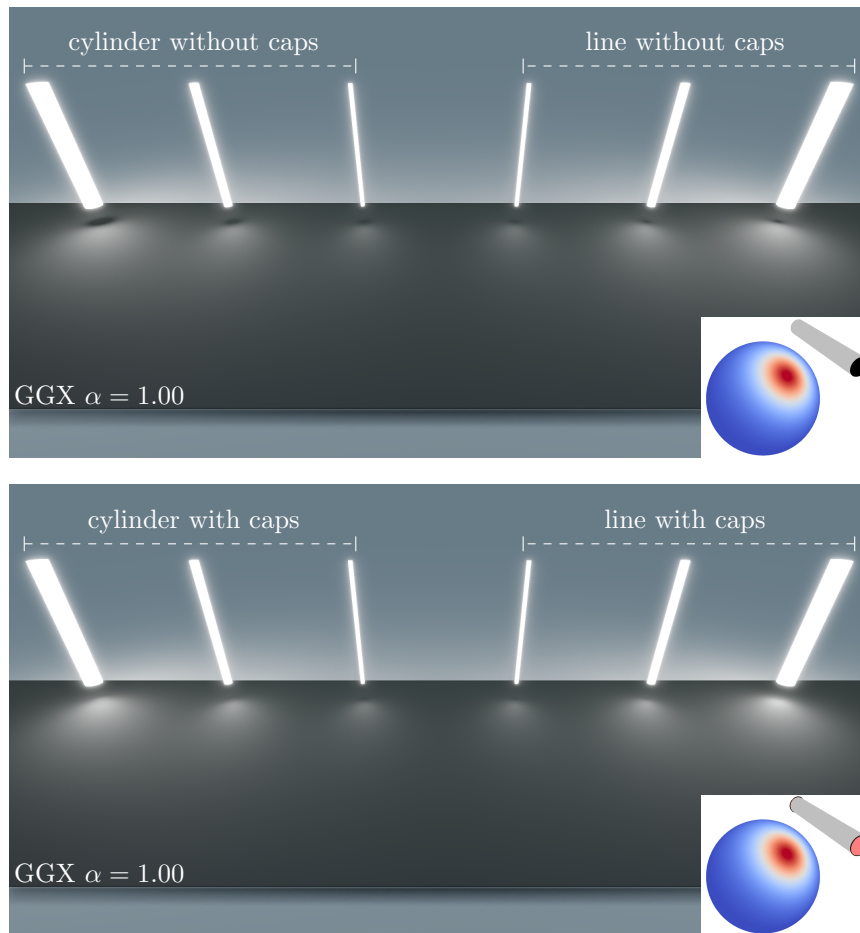 cylinder without caps
line without caps
GGX α = 1.00
cylinder with caps
line with caps
GGX α = 1.00